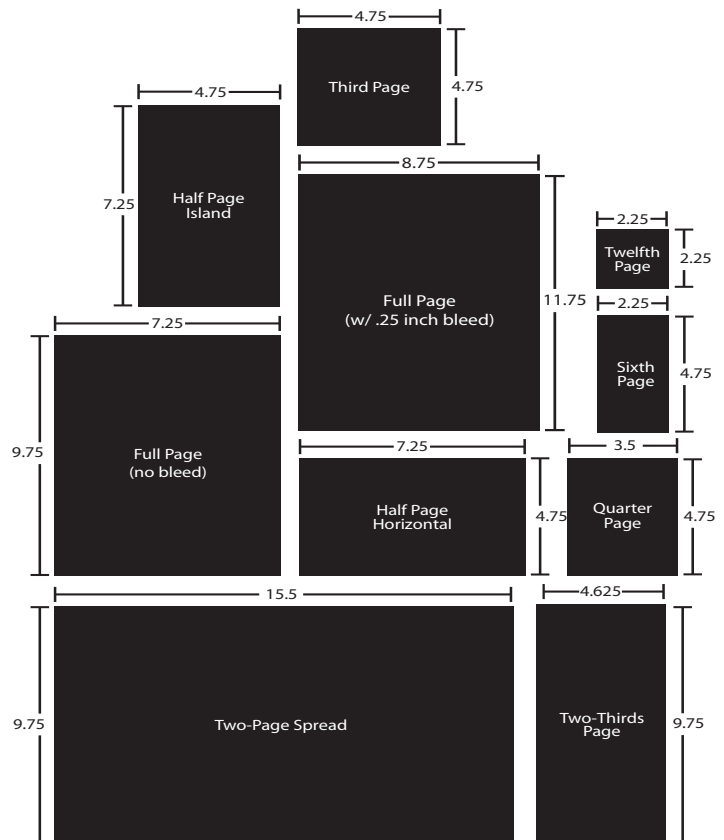 4.75
Third Page
4.75
4.75
7.25
Half Page
Island
8.75
Full Page
(w/ .25 inch bleed)
11.75
2.25
Twelfth
Page
2.25
2.25
Sixth
Page
4.75
7.25
9.75
Full Page
(no bleed)
7.25
Half Page
Horizontal
4.75
3.5
Quarter
Page
4.75
15.5
9.75
Two-Page Spread
4.625
Two-Thirds
Page
9.75